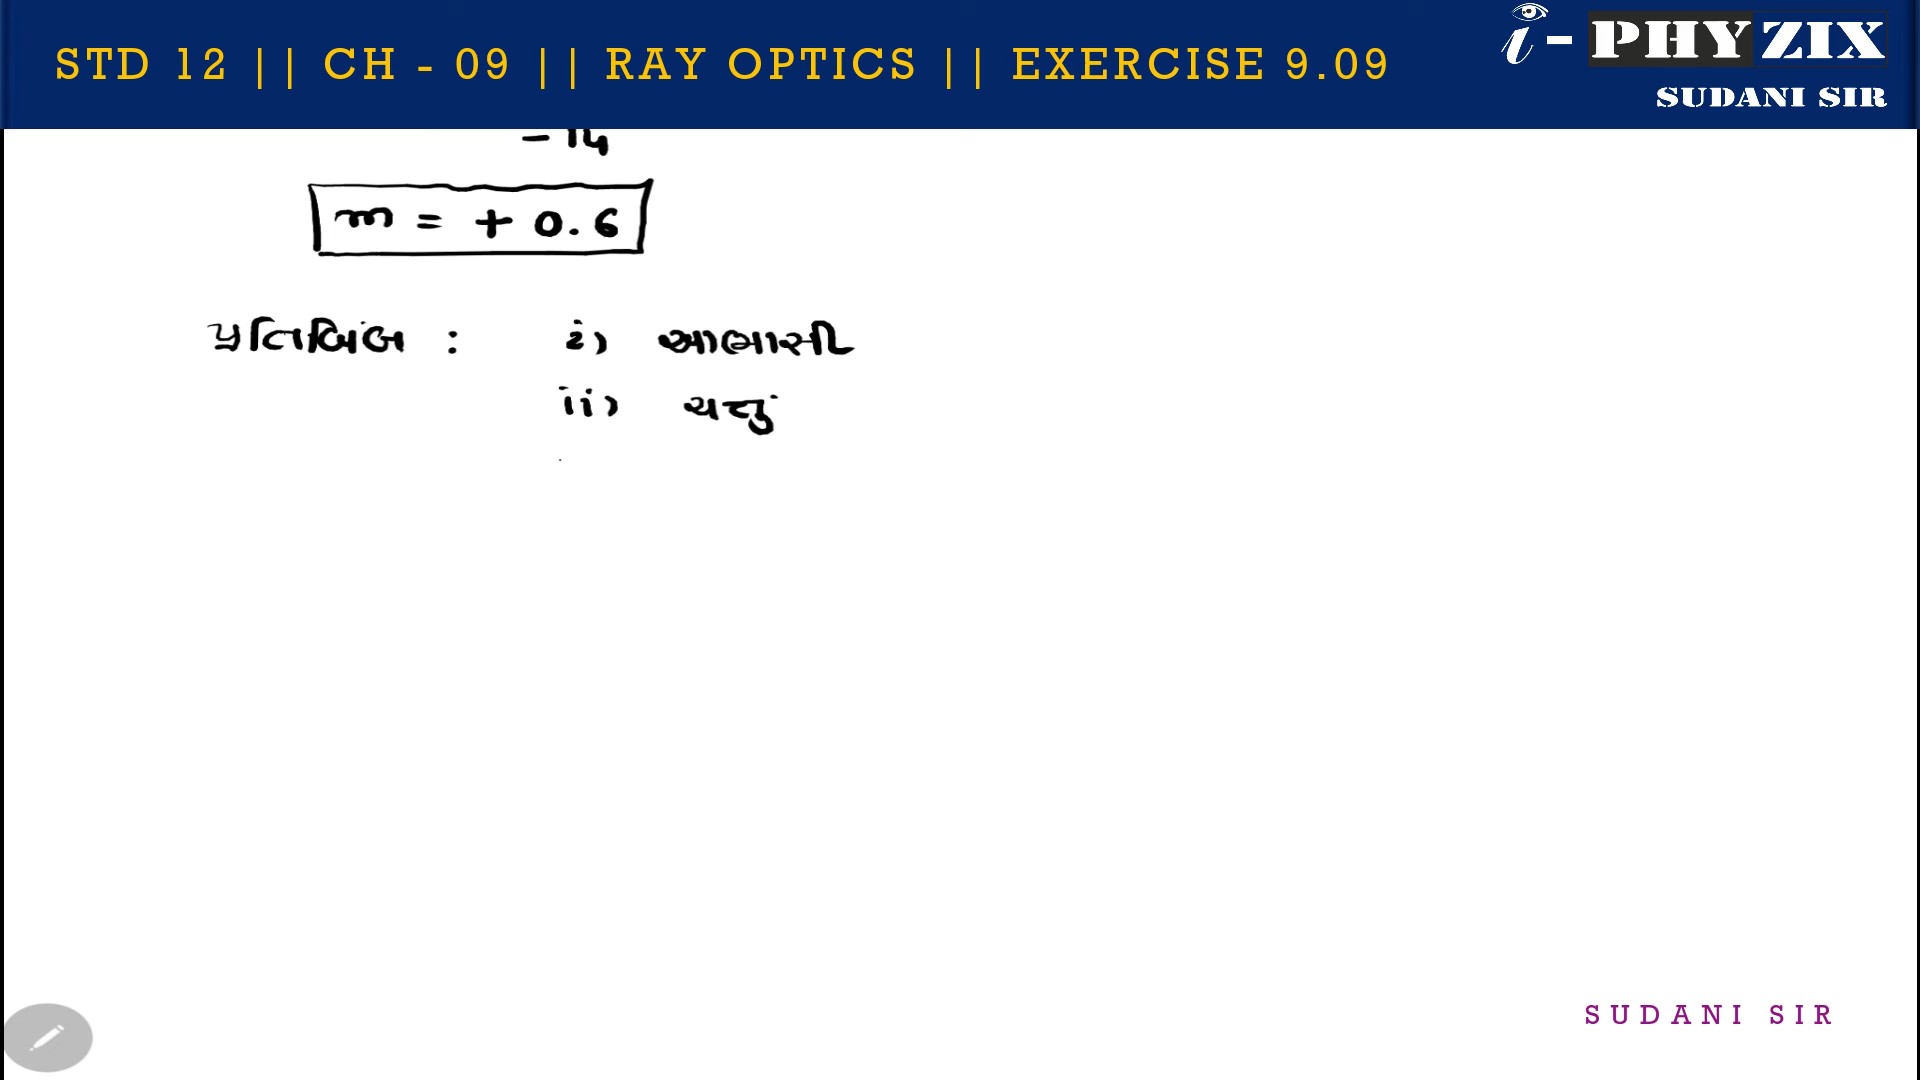 STD 12 || CH - 09 || RAY OPTICS || EXERCISE 9.09
i-PHYZIX
SUDANI SIR
- 14
m = + 0.6
પ્રતિબિંબ : i) આભાસી
ii) ચત્તું
SUDANI SIR